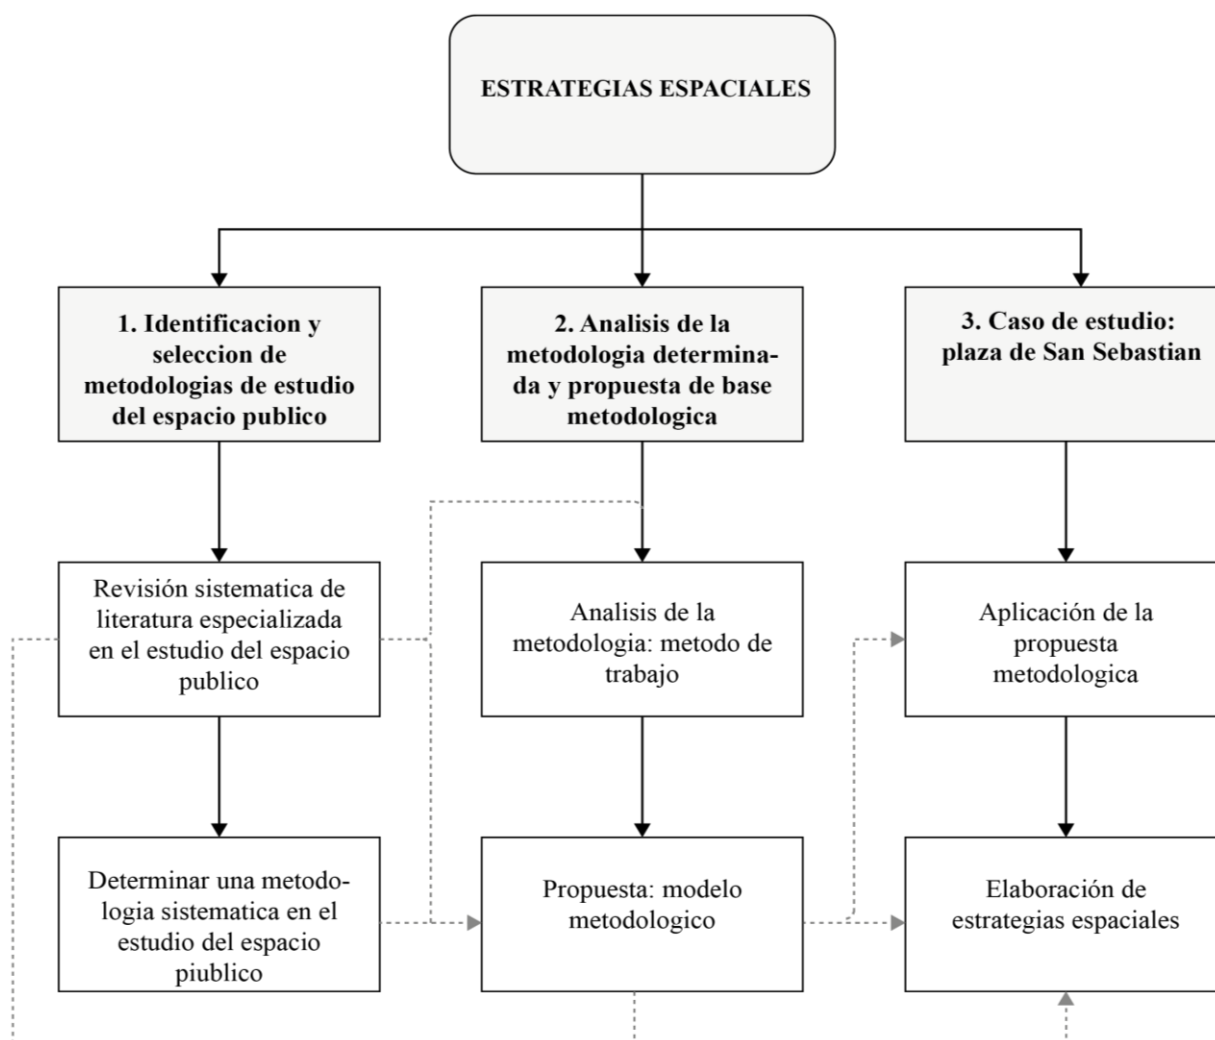 ESTRATEGIAS ESPACIALES
1. Identificacion y
seleccion de
metodologias de estudio
del espacio publico
2. Analisis de la
metodologia determina-
da y propuesta de base
metodologica
3. Caso de estudio:
plaza de San Sebastian
Revisión sistematica de
literatura especializada
en el estudio del espacio
publico
Analisis de la
metodologia: metodo de
trabajo
Aplicación de la
propuesta
metodologica
Determinar una metodo-
logia sistematica en el
estudio del espacio
piublico
Propuesta: modelo
metodologico
Elaboración de
estrategias espaciales